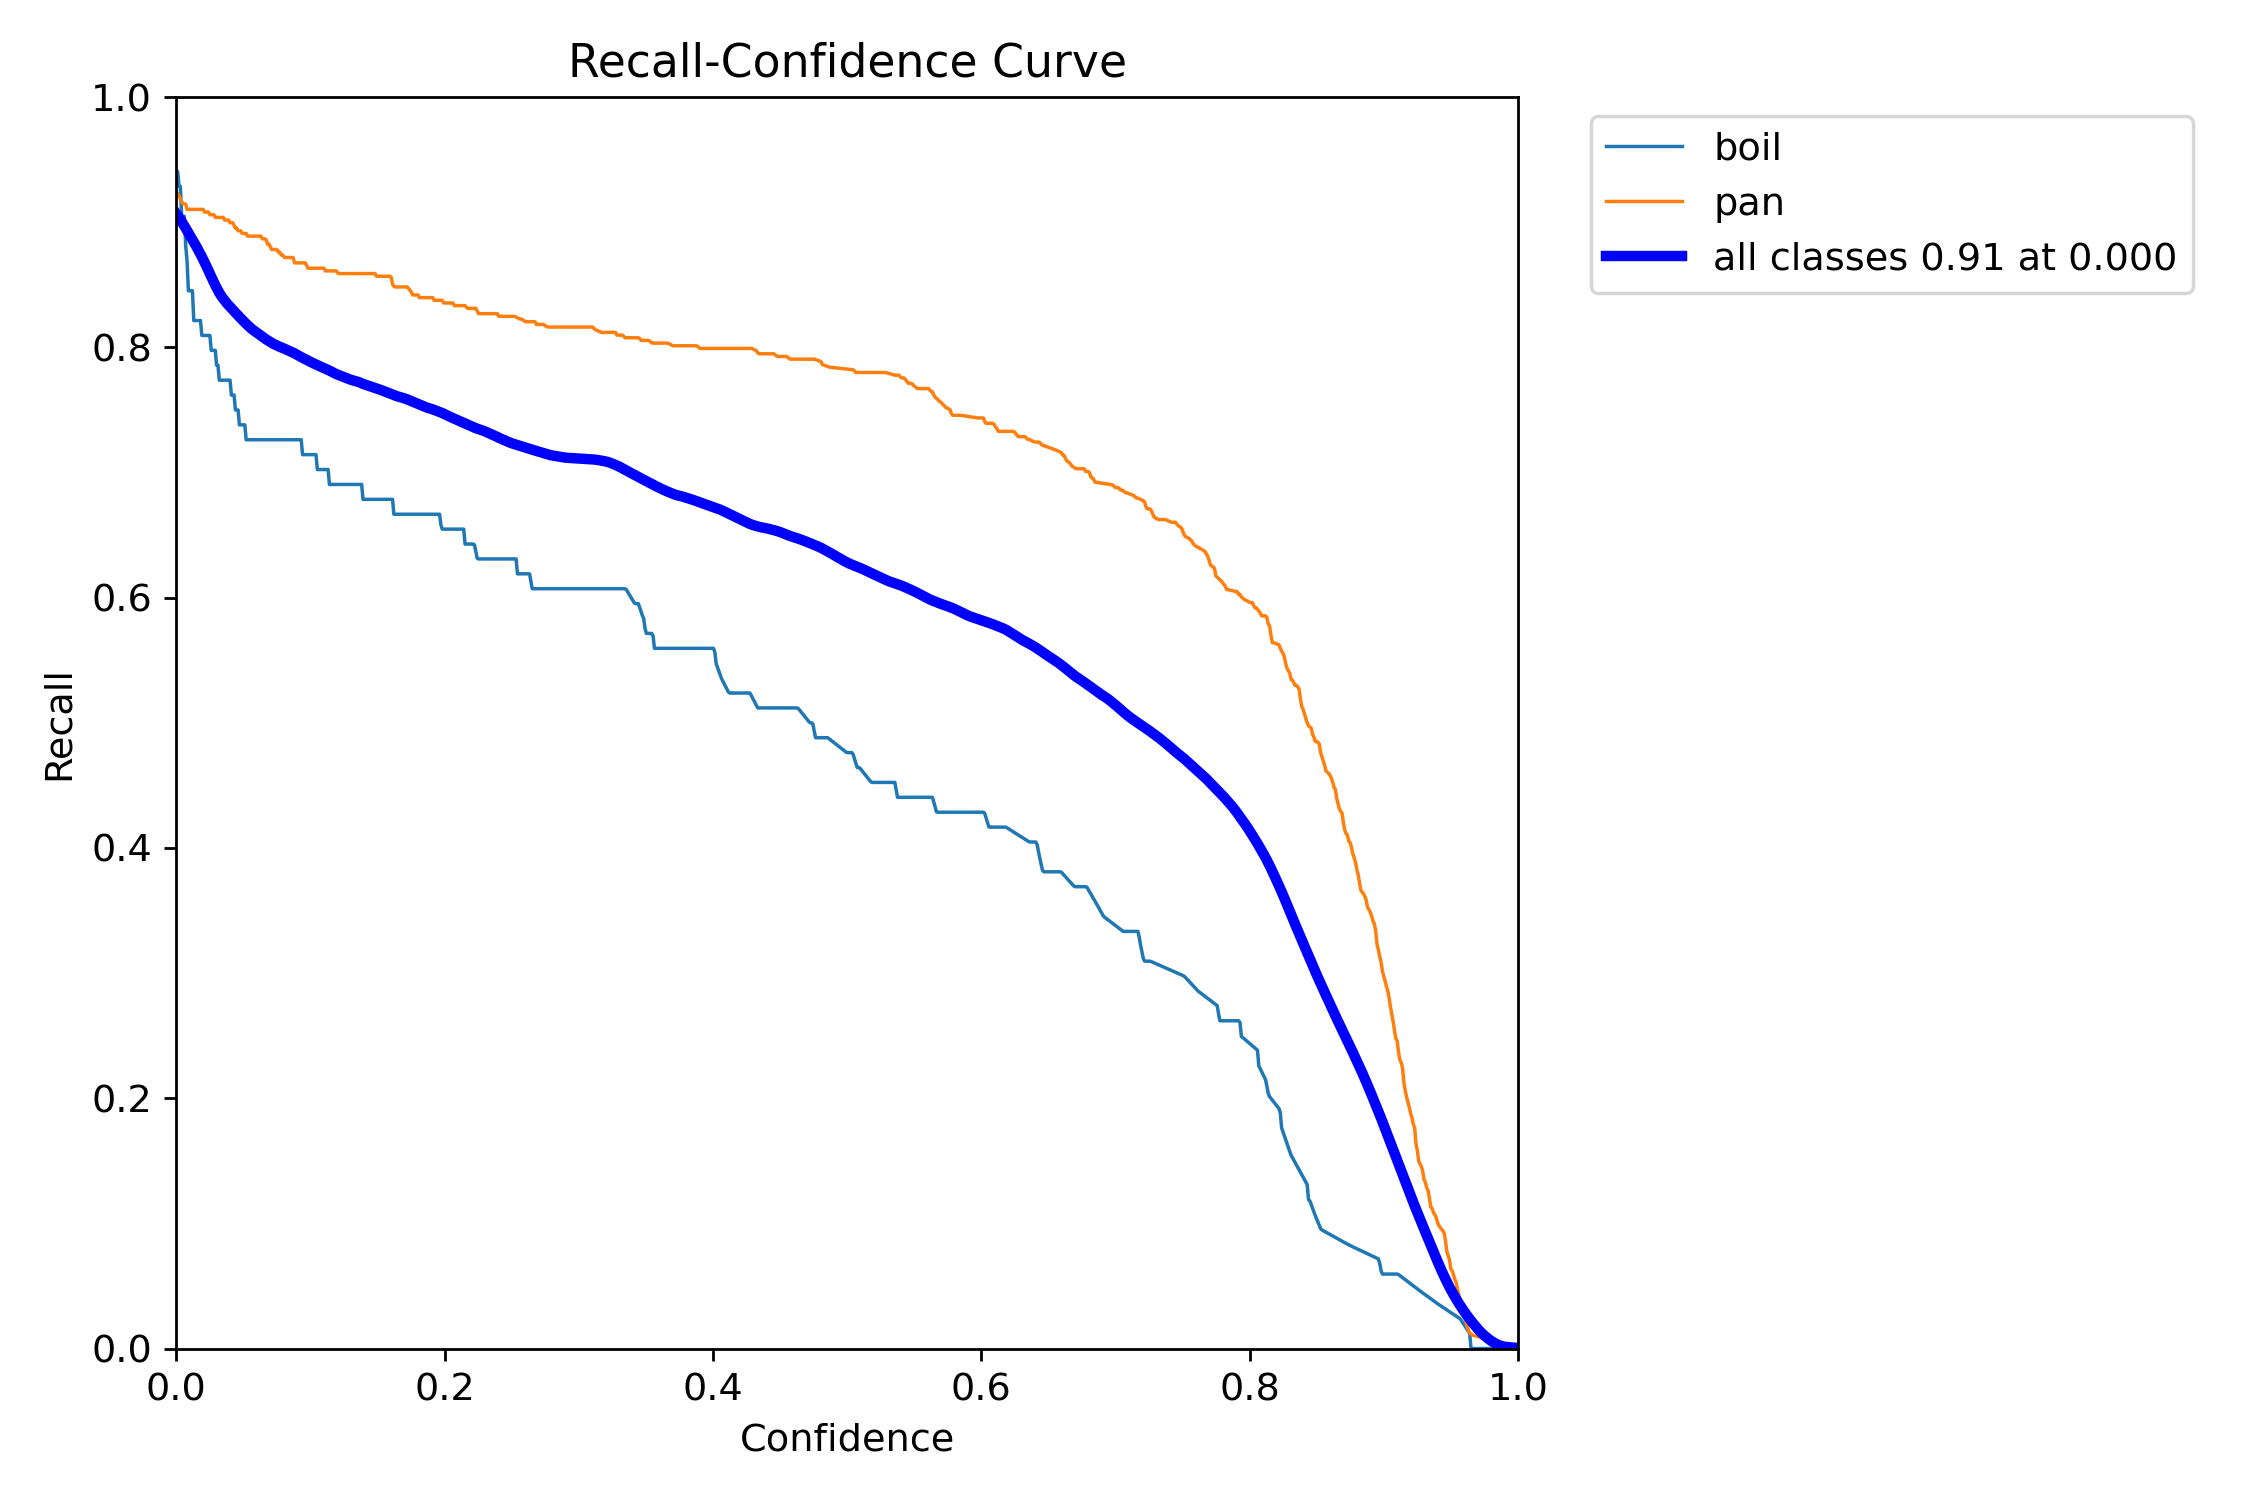 Recall-Confidence Curve
1.0
0.8
0.6
0.4
0.2
0.0
Recall
0.0 0.2 0.4 0.6 0.8 1.0
Confidence
boil
pan
all classes 0.91 at 0.000